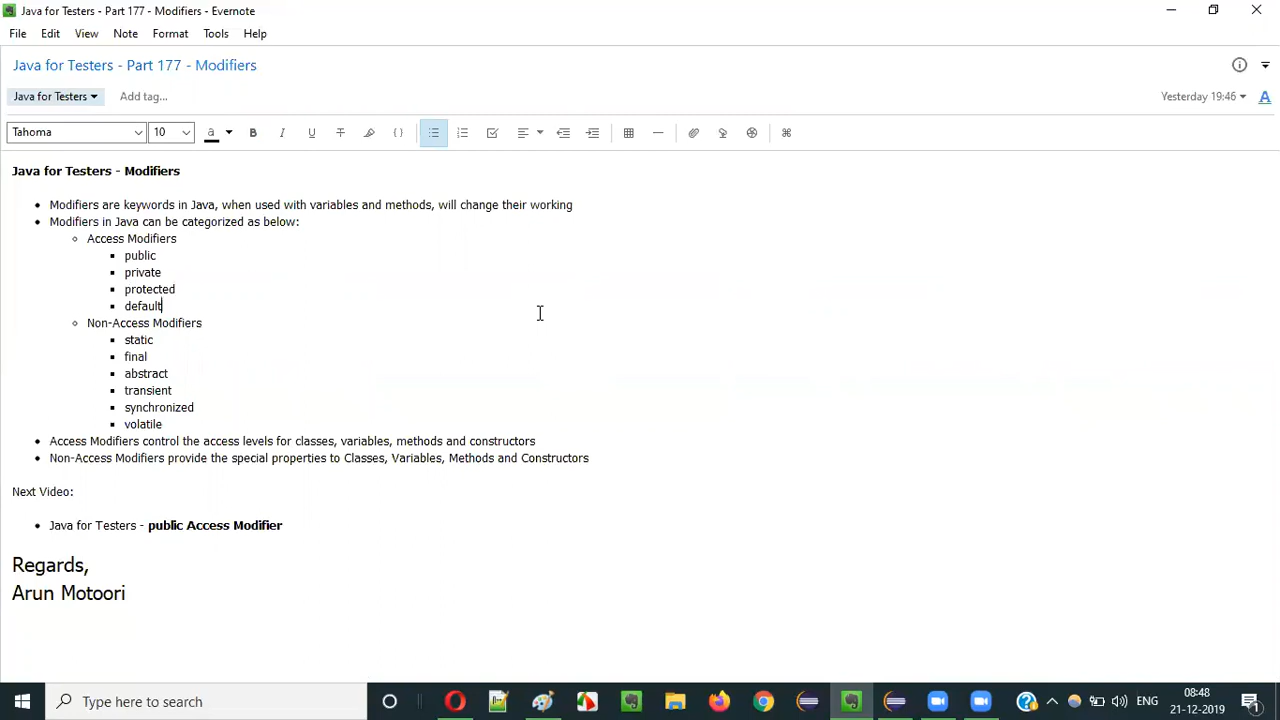 Java for Testers - Part 177 - Modifiers - Evernote
File Edit View Note Format Tools Help
Java for Testers - Part 177 - Modifiers
Java for Testers Add tag... Yesterday 19:46
Tahoma 10
Java for Testers - Modifiers
Modifiers are keywords in Java, when used with variables and methods, will change their working
Modifiers in Java can be categorized as below:
Access Modifiers
public
private
protected
default
Non-Access Modifiers
static
final
abstract
transient
synchronized
volatile
Access Modifiers control the access levels for classes, variables, methods and constructors
Non-Access Modifiers provide the special properties to Classes, Variables, Methods and Constructors
Next Video:
Java for Testers - public Access Modifier
Regards,
Arun Motoori
Type here to search
ENG
08:48
21-12-2019